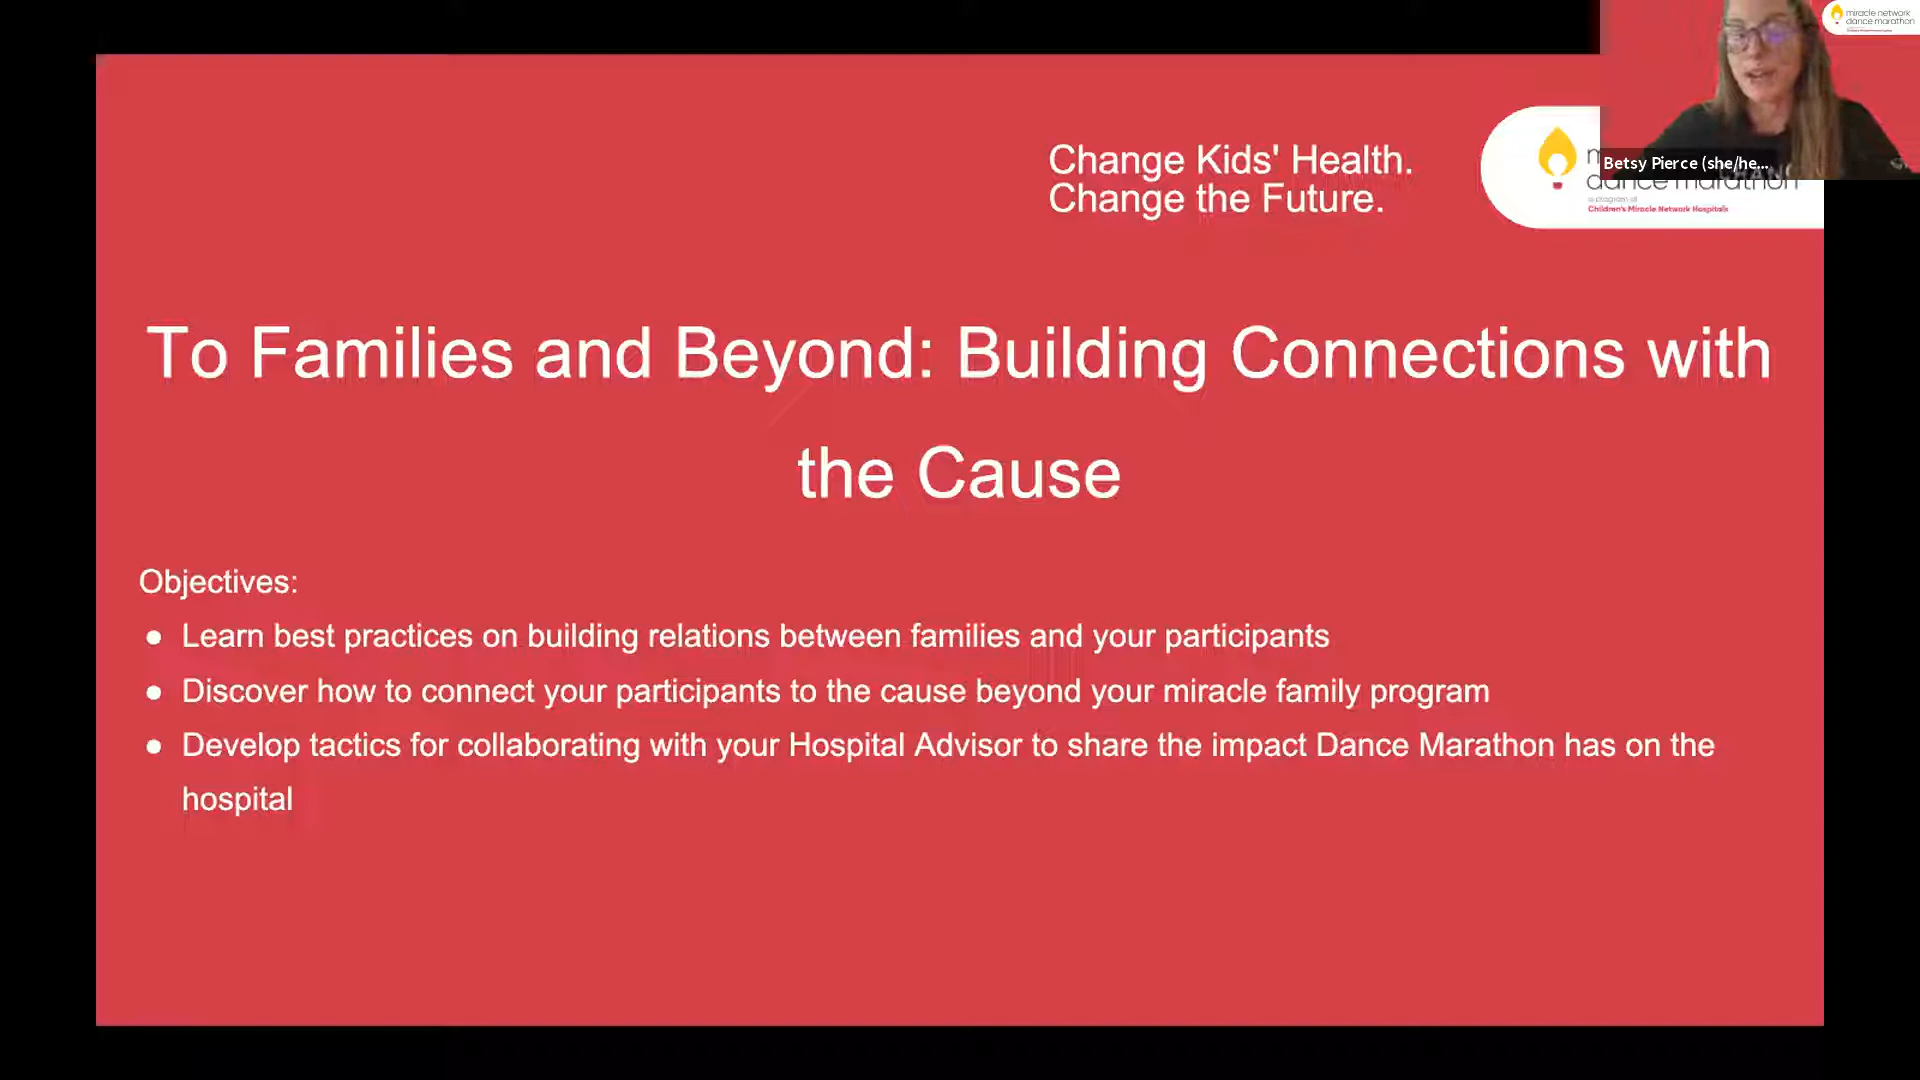 miracle network
dance marathon
Change Kids' Health.
Change the Future.
dance marathon
a program of
Children's Miracle Network Hospitals
Betsy Pierce (she/he...
To Families and Beyond: Building Connections with
the Cause
Objectives:
● Learn best practices on building relations between families and your participants
● Discover how to connect your participants to the cause beyond your miracle family program
● Develop tactics for collaborating with your Hospital Advisor to share the impact Dance Marathon has on the
hospital